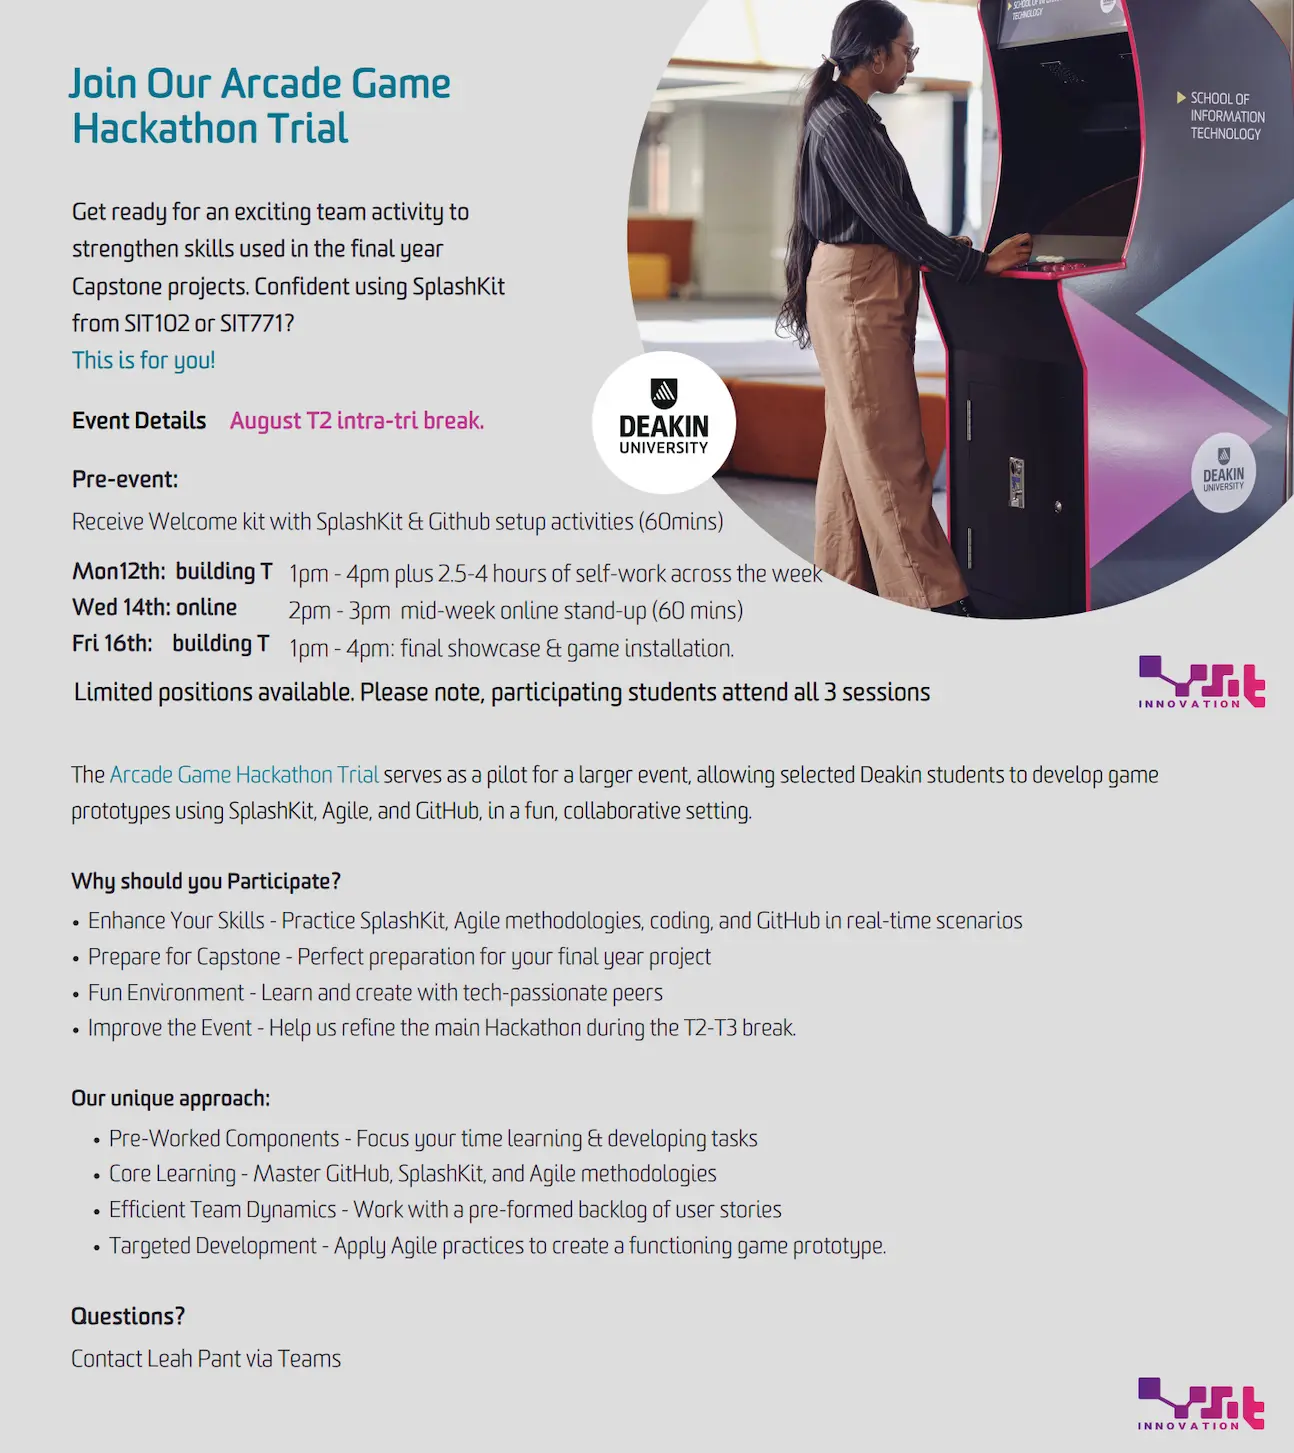 Join Our Arcade Game
Hackathon Trial
Get ready for an exciting team activity to
strengthen skills used in the final year
Capstone projects. Confident using SplashKit
from SIT102 or SIT771?
This is for you!
Event Details August T2 intra-tri break.
Pre-event:
Receive Welcome kit with SplashKit & Github setup activities (60mins)
Mon12th: building T 1pm - 4pm plus 2.5-4 hours of self-work across the week
Wed 14th: online 2pm - 3pm mid-week online stand-up (60 mins)
Fri 16th: building T 1pm - 4pm: final showcase & game installation.
Limited positions available. Please note, participating students attend all 3 sessions
SCHOOL OF
TECHNOLOGY
SCHOOL OF
INFORMATION
TECHNOLOGY
DEAKIN
UNIVERSITY
DEAKIN
UNIVERSITY
INNOVATION
The Arcade Game Hackathon Trial serves as a pilot for a larger event, allowing selected Deakin students to develop game
prototypes using SplashKit, Agile, and GitHub, in a fun, collaborative setting.
Why should you Participate?
• Enhance Your Skills - Practice SplashKit, Agile methodologies, coding, and GitHub in real-time scenarios
• Prepare for Capstone - Perfect preparation for your final year project
• Fun Environment - Learn and create with tech-passionate peers
• Improve the Event - Help us refine the main Hackathon during the T2-T3 break.
Our unique approach:
• Pre-Worked Components - Focus your time learning & developing tasks
• Core Learning - Master GitHub, SplashKit, and Agile methodologies
• Efficient Team Dynamics - Work with a pre-formed backlog of user stories
• Targeted Development - Apply Agile practices to create a functioning game prototype.
Questions?
Contact Leah Pant via Teams
INNOVATION